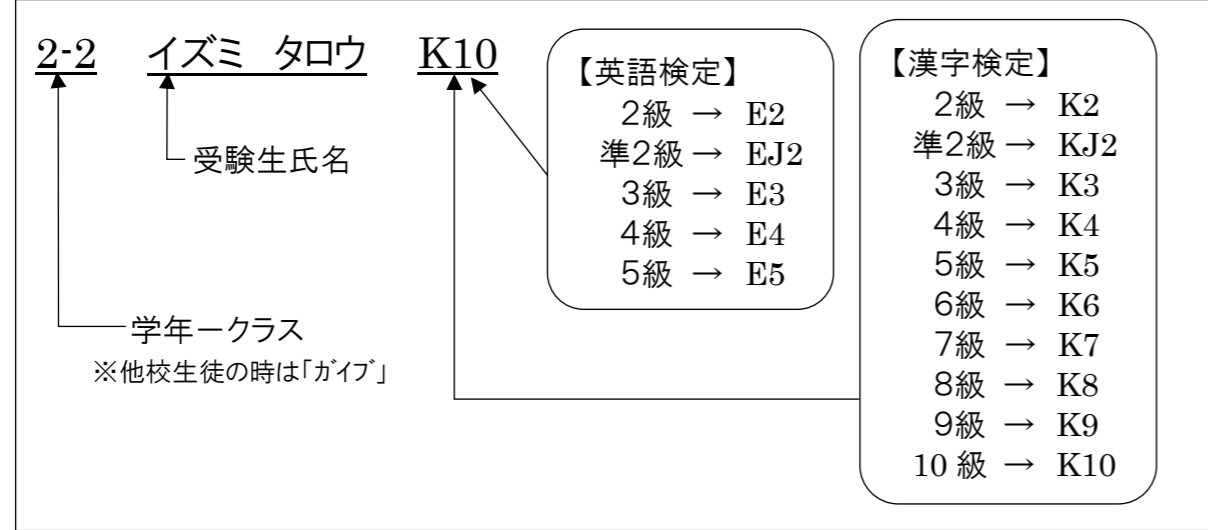 2-2 イズミ タロウ K10
受験生氏名
学年ークラス
※他校生徒の時は「ｶﾞｲﾌﾞ」
【英語検定】
2級 → E2
準2級 → EJ2
3級 → E3
4級 → E4
5級 → E5
【漢字検定】
2級 → K2
準2級 → KJ2
3級 → K3
4級 → K4
5級 → K5
6級 → K6
7級 → K7
8級 → K8
9級 → K9
10級 → K10